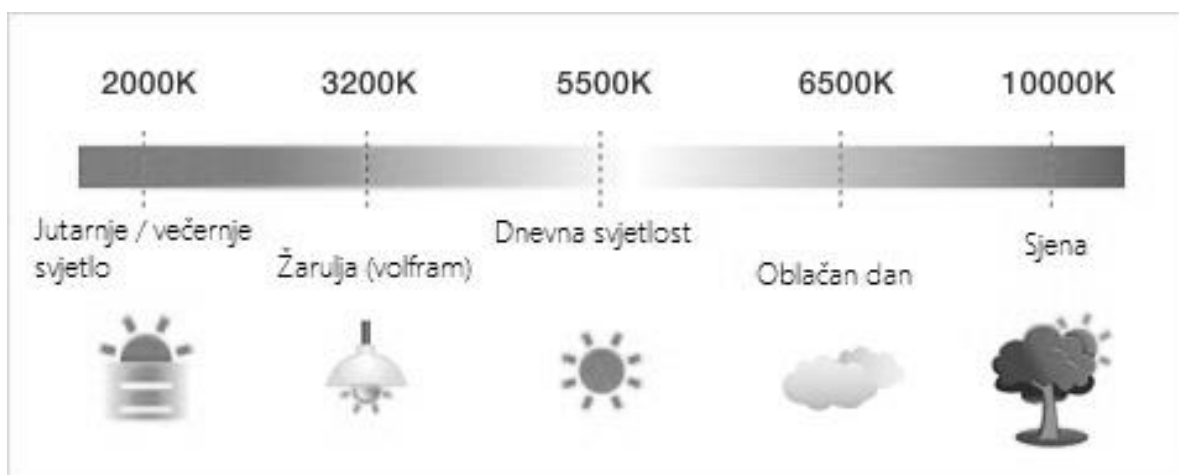 2000K 3200K 5500K 6500K 10000K
Jutarnje / večernje
svjetlo
Žarulja (volfram)
Dnevna svjetlost
Oblačan dan
Sjena